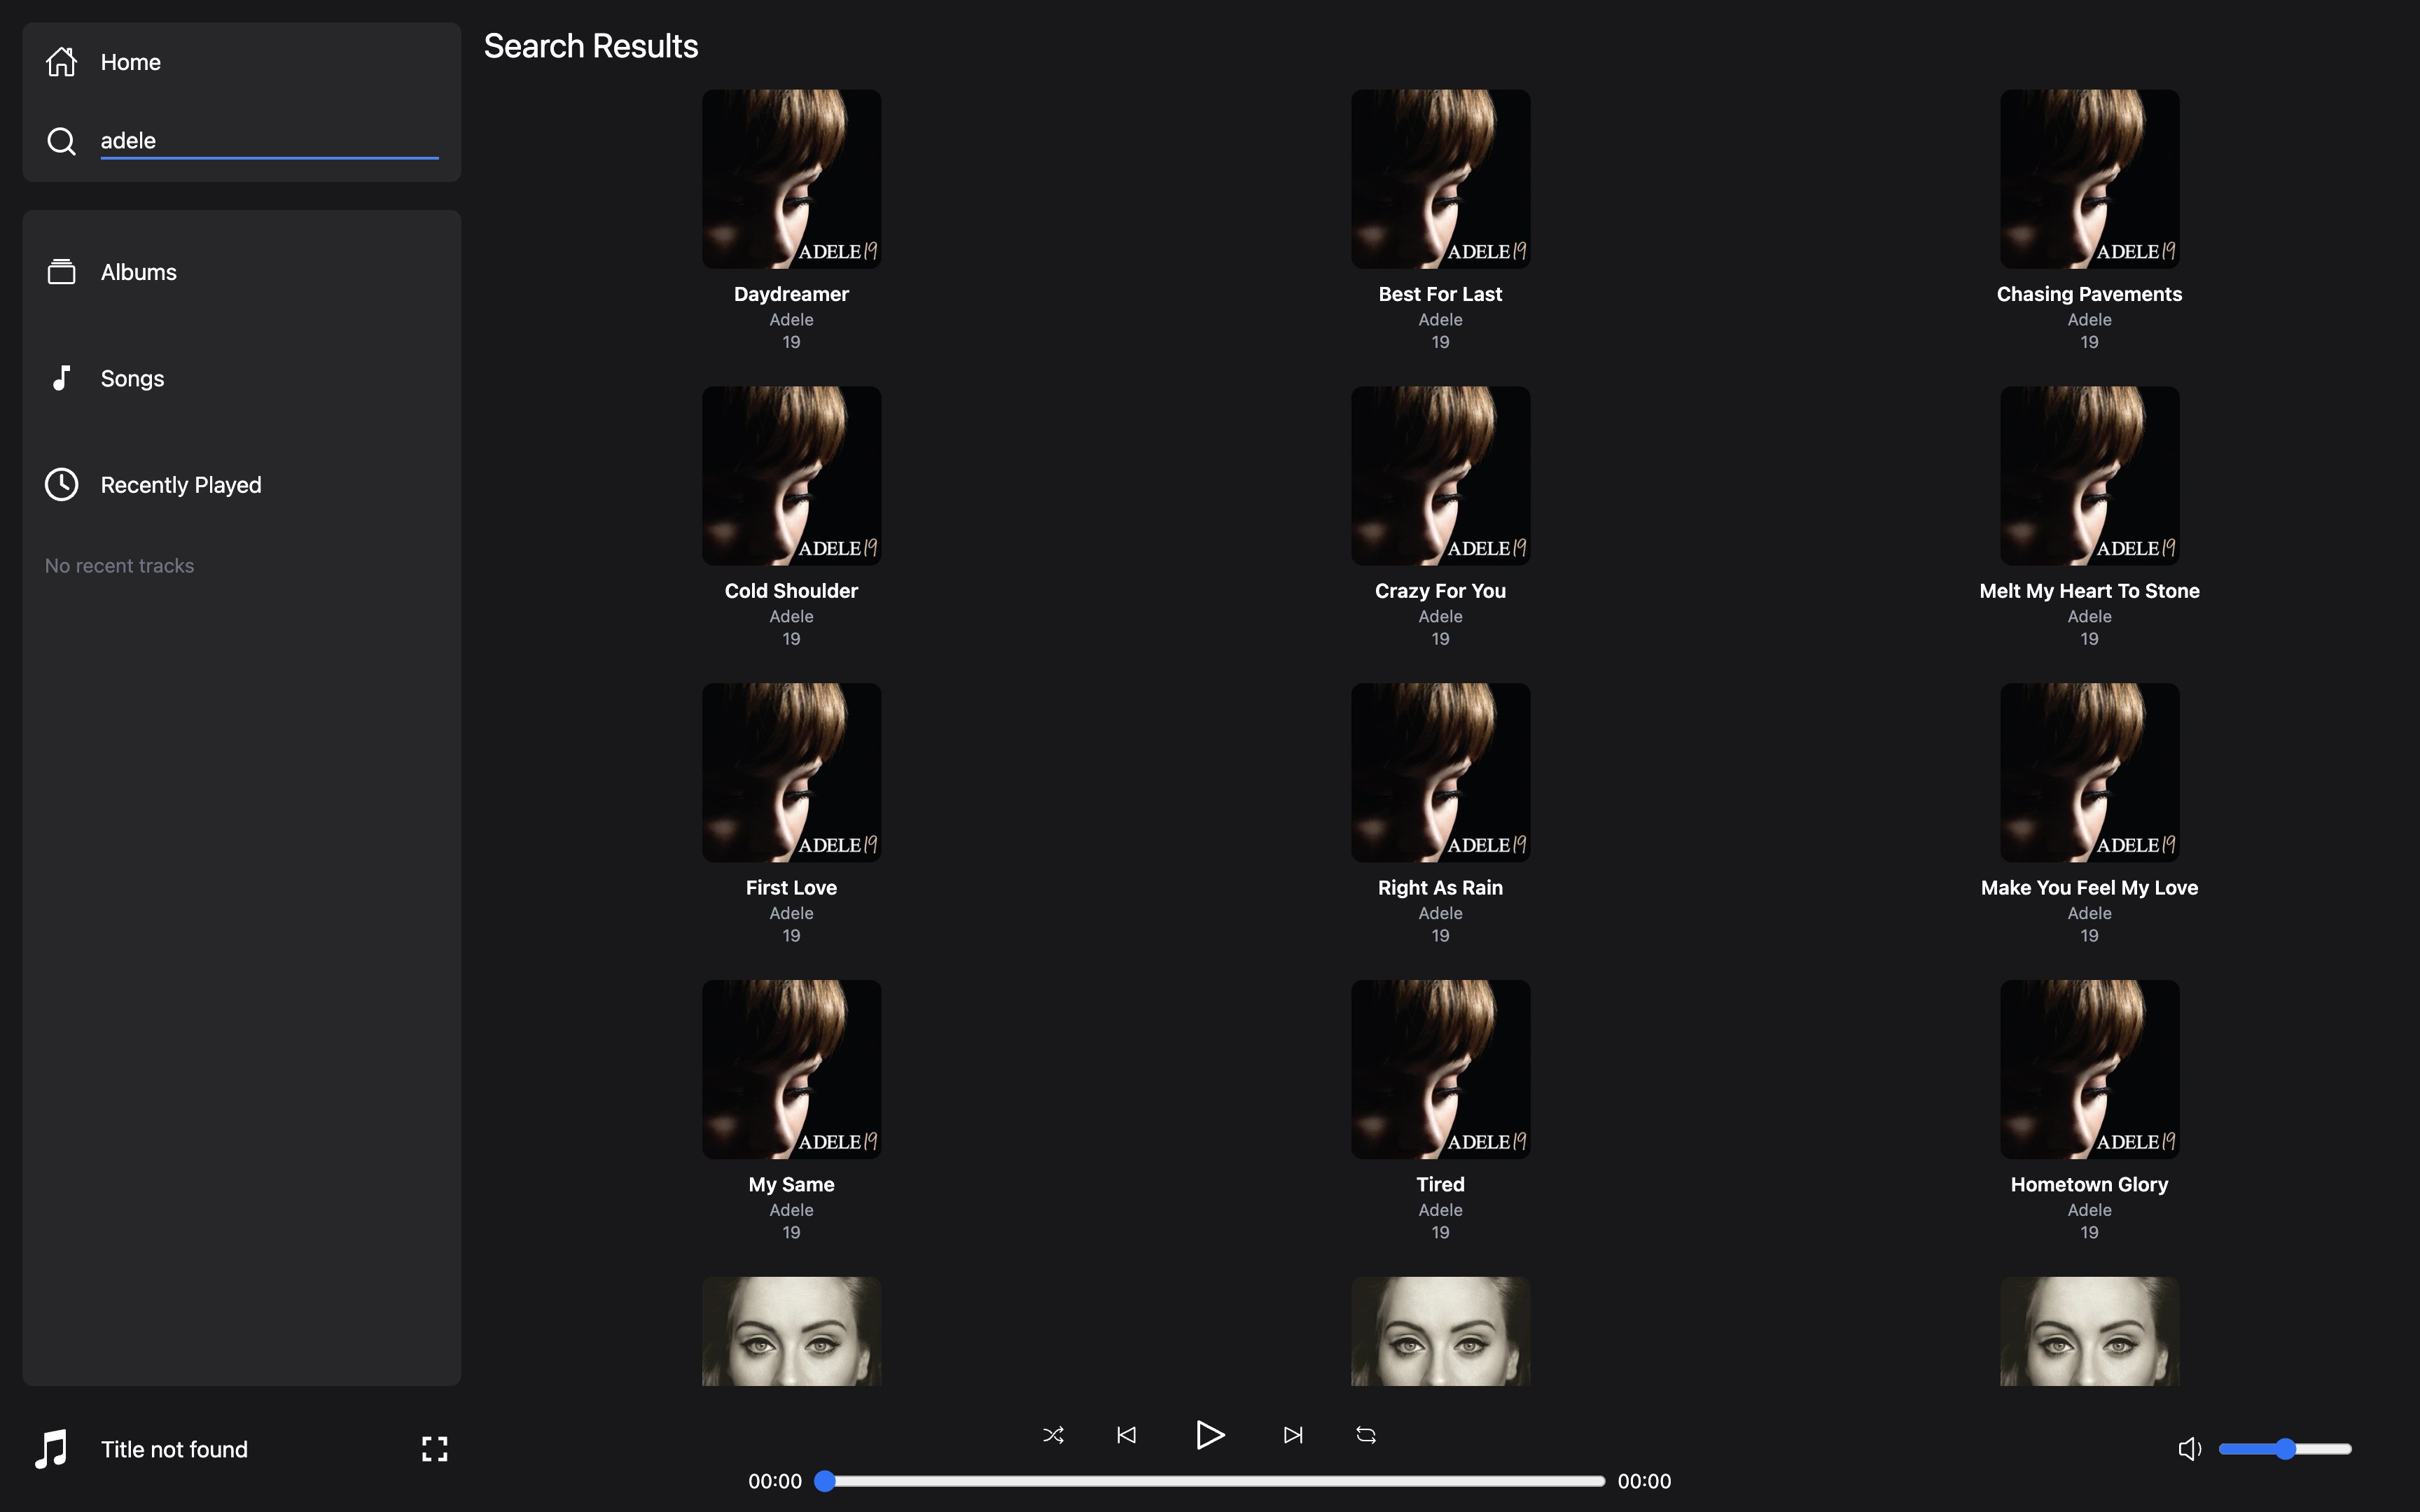 Home
adele
Albums
Songs
Recently Played
No recent tracks
Search Results
ADELE 19
Daydreamer
Adele
19
ADELE 19
Best For Last
Adele
19
ADELE 19
Chasing Pavements
Adele
19
ADELE 19
Cold Shoulder
Adele
19
ADELE 19
Crazy For You
Adele
19
ADELE 19
Melt My Heart To Stone
Adele
19
ADELE 19
First Love
Adele
19
ADELE 19
Right As Rain
Adele
19
ADELE 19
Make You Feel My Love
Adele
19
ADELE 19
My Same
Adele
19
ADELE 19
Tired
Adele
19
ADELE 19
Hometown Glory
Adele
19
Title not found
00:00
00:00